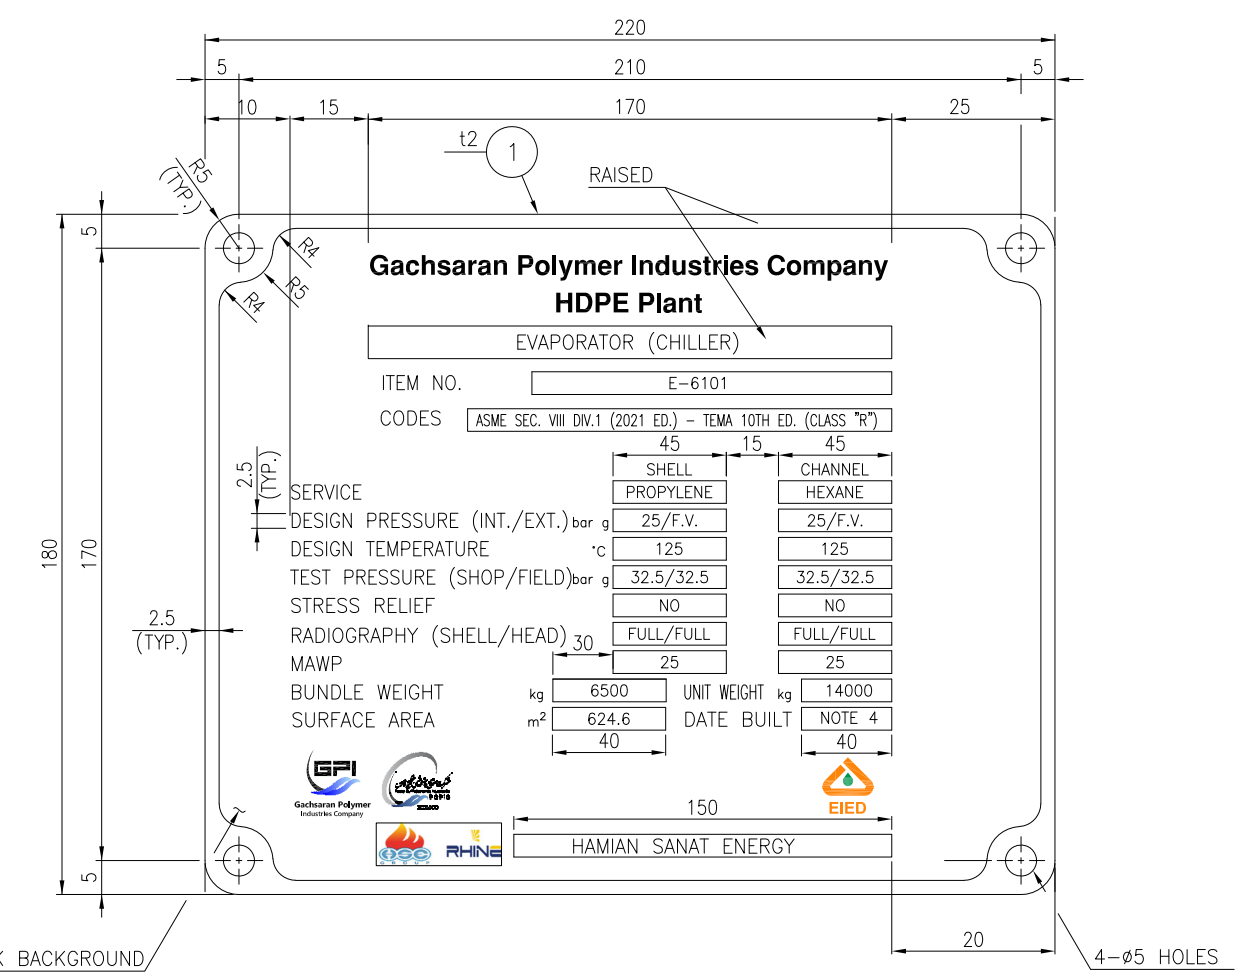 220
5 210 5
10 15 170 25
t2 1
RAISED
R5
(TYP.)
5
R4
R5
R4
Gachsaran Polymer Industries Company
HDPE Plant
EVAPORATOR (CHILLER)
ITEM NO. E-6101
CODES ASME SEC. VIII DIV.1 (2021 ED.) - TEMA 10TH ED. (CLASS "R")
45 15 45
SHELL CHANNEL
2.5
(TYP.)
SERVICE PROPYLENE HEXANE
DESIGN PRESSURE (INT./EXT.) bar g 25/F.V. 25/F.V.
DESIGN TEMPERATURE °C 125 125
TEST PRESSURE (SHOP/FIELD) bar g 32.5/32.5 32.5/32.5
STRESS RELIEF NO NO
RADIOGRAPHY (SHELL/HEAD) FULL/FULL FULL/FULL
30
MAWP 25 25
BUNDLE WEIGHT kg 6500 UNIT WEIGHT kg 14000
SURFACE AREA m² 624.6 DATE BUILT NOTE 4
40 40
180
170
2.5
(TYP.)
GPI
Gachsaran Polymer
Industries Company
PGPIG
EIED
150
OSC
GROUP
RHINE
HAMIAN SANAT ENERGY
5
20
BACKGROUND
4-ø5 HOLES